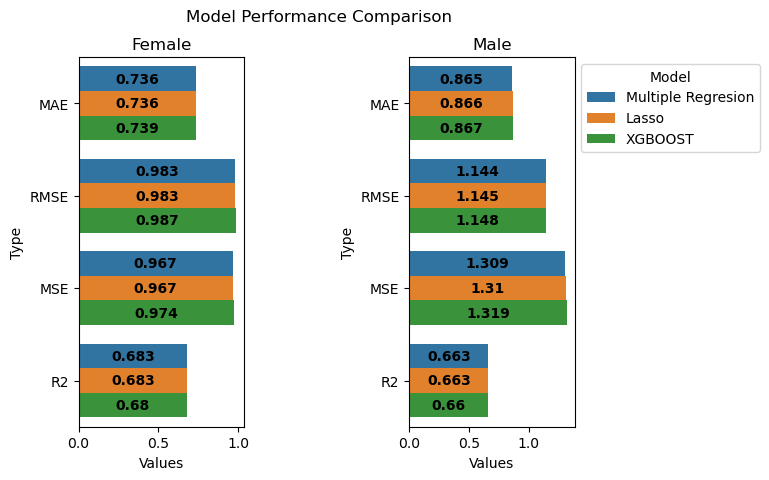 Model Performance Comparison
Female
MAE
0.736
0.736
0.739
RMSE
0.983
0.983
0.987
MSE
0.967
0.967
0.974
R2
0.683
0.683
0.68
Type
0.0 0.5 1.0
Values
Male
MAE
0.865
0.866
0.867
RMSE
1.144
1.145
1.148
MSE
1.309
1.31
1.319
R2
0.663
0.663
0.66
Type
0.0 0.5 1.0
Values
Model
Multiple Regresion
Lasso
XGBOOST